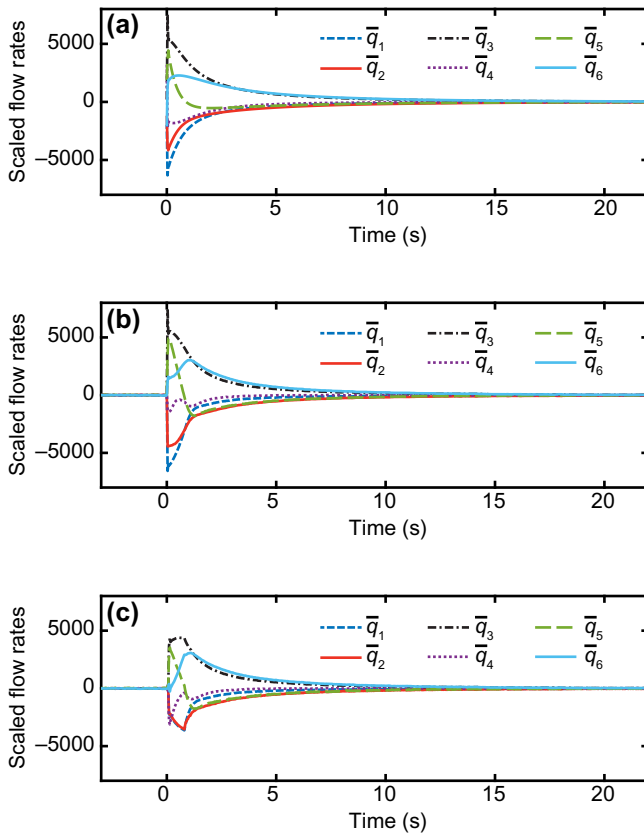 (a)
Scaled flow rates
5000
0
−5000
q̅1 q̅3 q̅5
q̅2 q̅4 q̅6
0 5 10 15 20
Time (s)
(b)
Scaled flow rates
5000
0
−5000
q̅1 q̅3 q̅5
q̅2 q̅4 q̅6
0 5 10 15 20
Time (s)
(c)
Scaled flow rates
5000
0
−5000
q̅1 q̅3 q̅5
q̅2 q̅4 q̅6
0 5 10 15 20
Time (s)